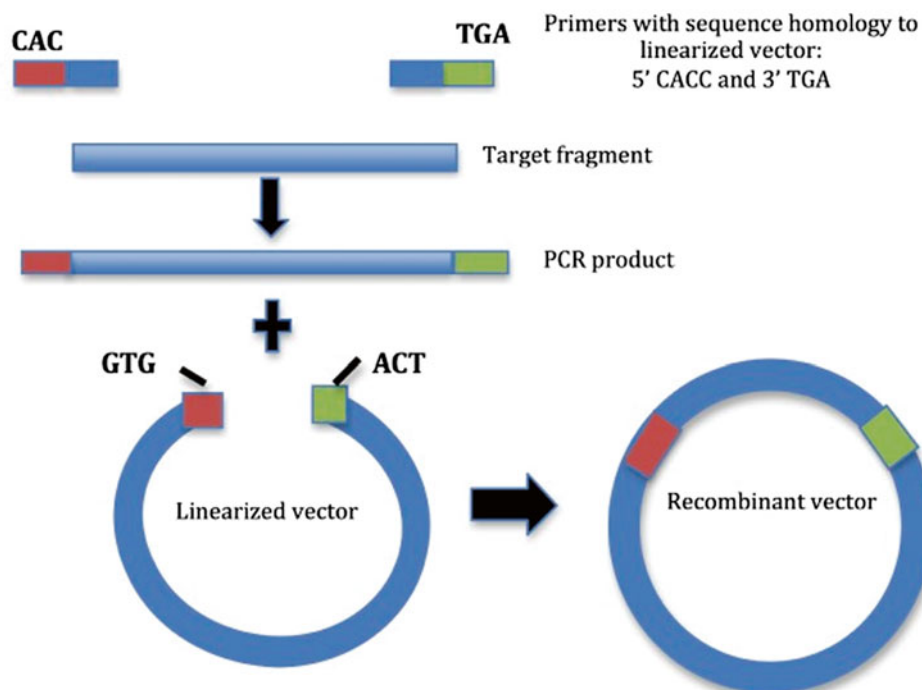 CAC
TGA
Primers with sequence homology to
linearized vector:
5’ CACC and 3’ TGA
Target fragment
PCR product
GTG
ACT
Linearized vector
Recombinant vector